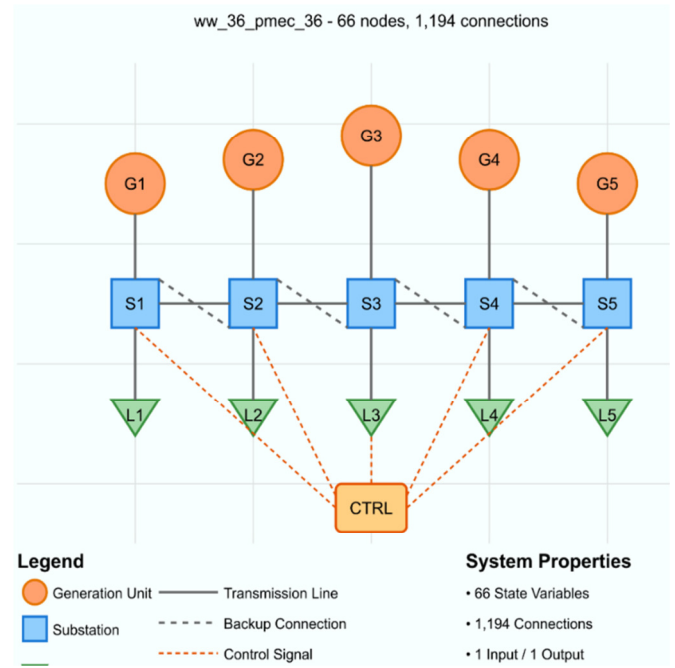 ww_36_pmec_36 - 66 nodes, 1,194 connections
G3
G2 G4
G1 G5
S1 S2 S3 S4 S5
L1 L2 L3 L4 L5
CTRL
Legend
Generation Unit
Substation
Transmission Line
Backup Connection
Control Signal
System Properties
• 66 State Variables
• 1,194 Connections
• 1 Input / 1 Output